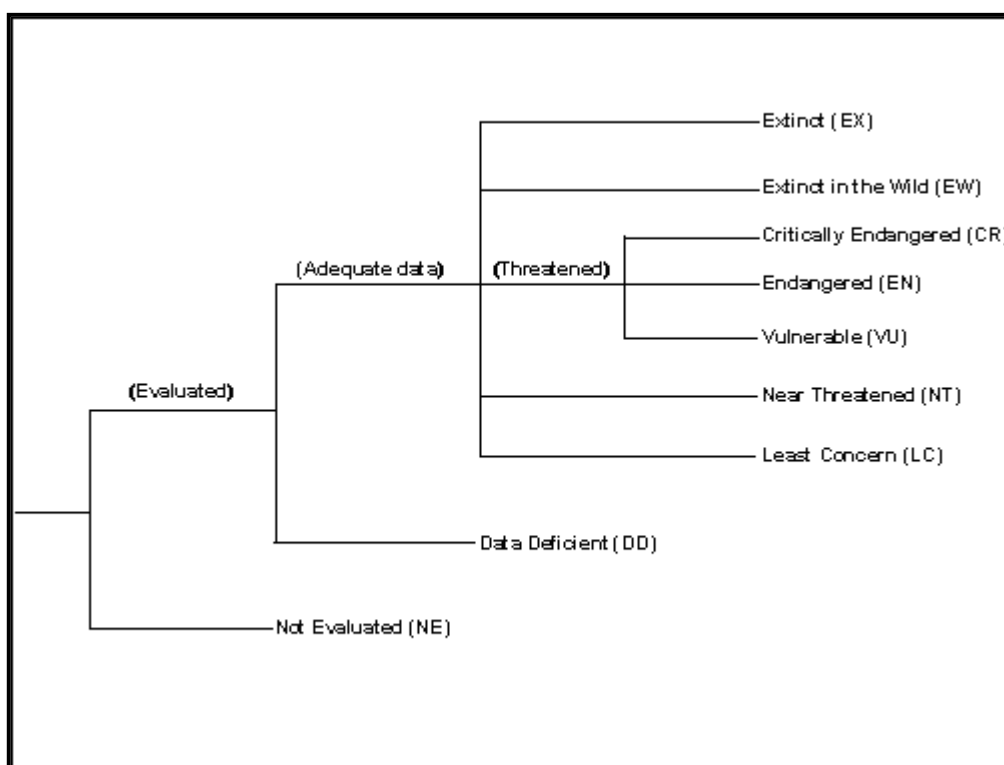 Extinct (EX)
Extinct in the Wild (EW)
Critically Endangered (CR)
(Adequate data)
(Threatened)
Endangered (EN)
Vulnerable (VU)
(Evaluated)
Near Threatened (NT)
Least Concern (LC)
Data Deficient (DD)
Not Evaluated (NE)